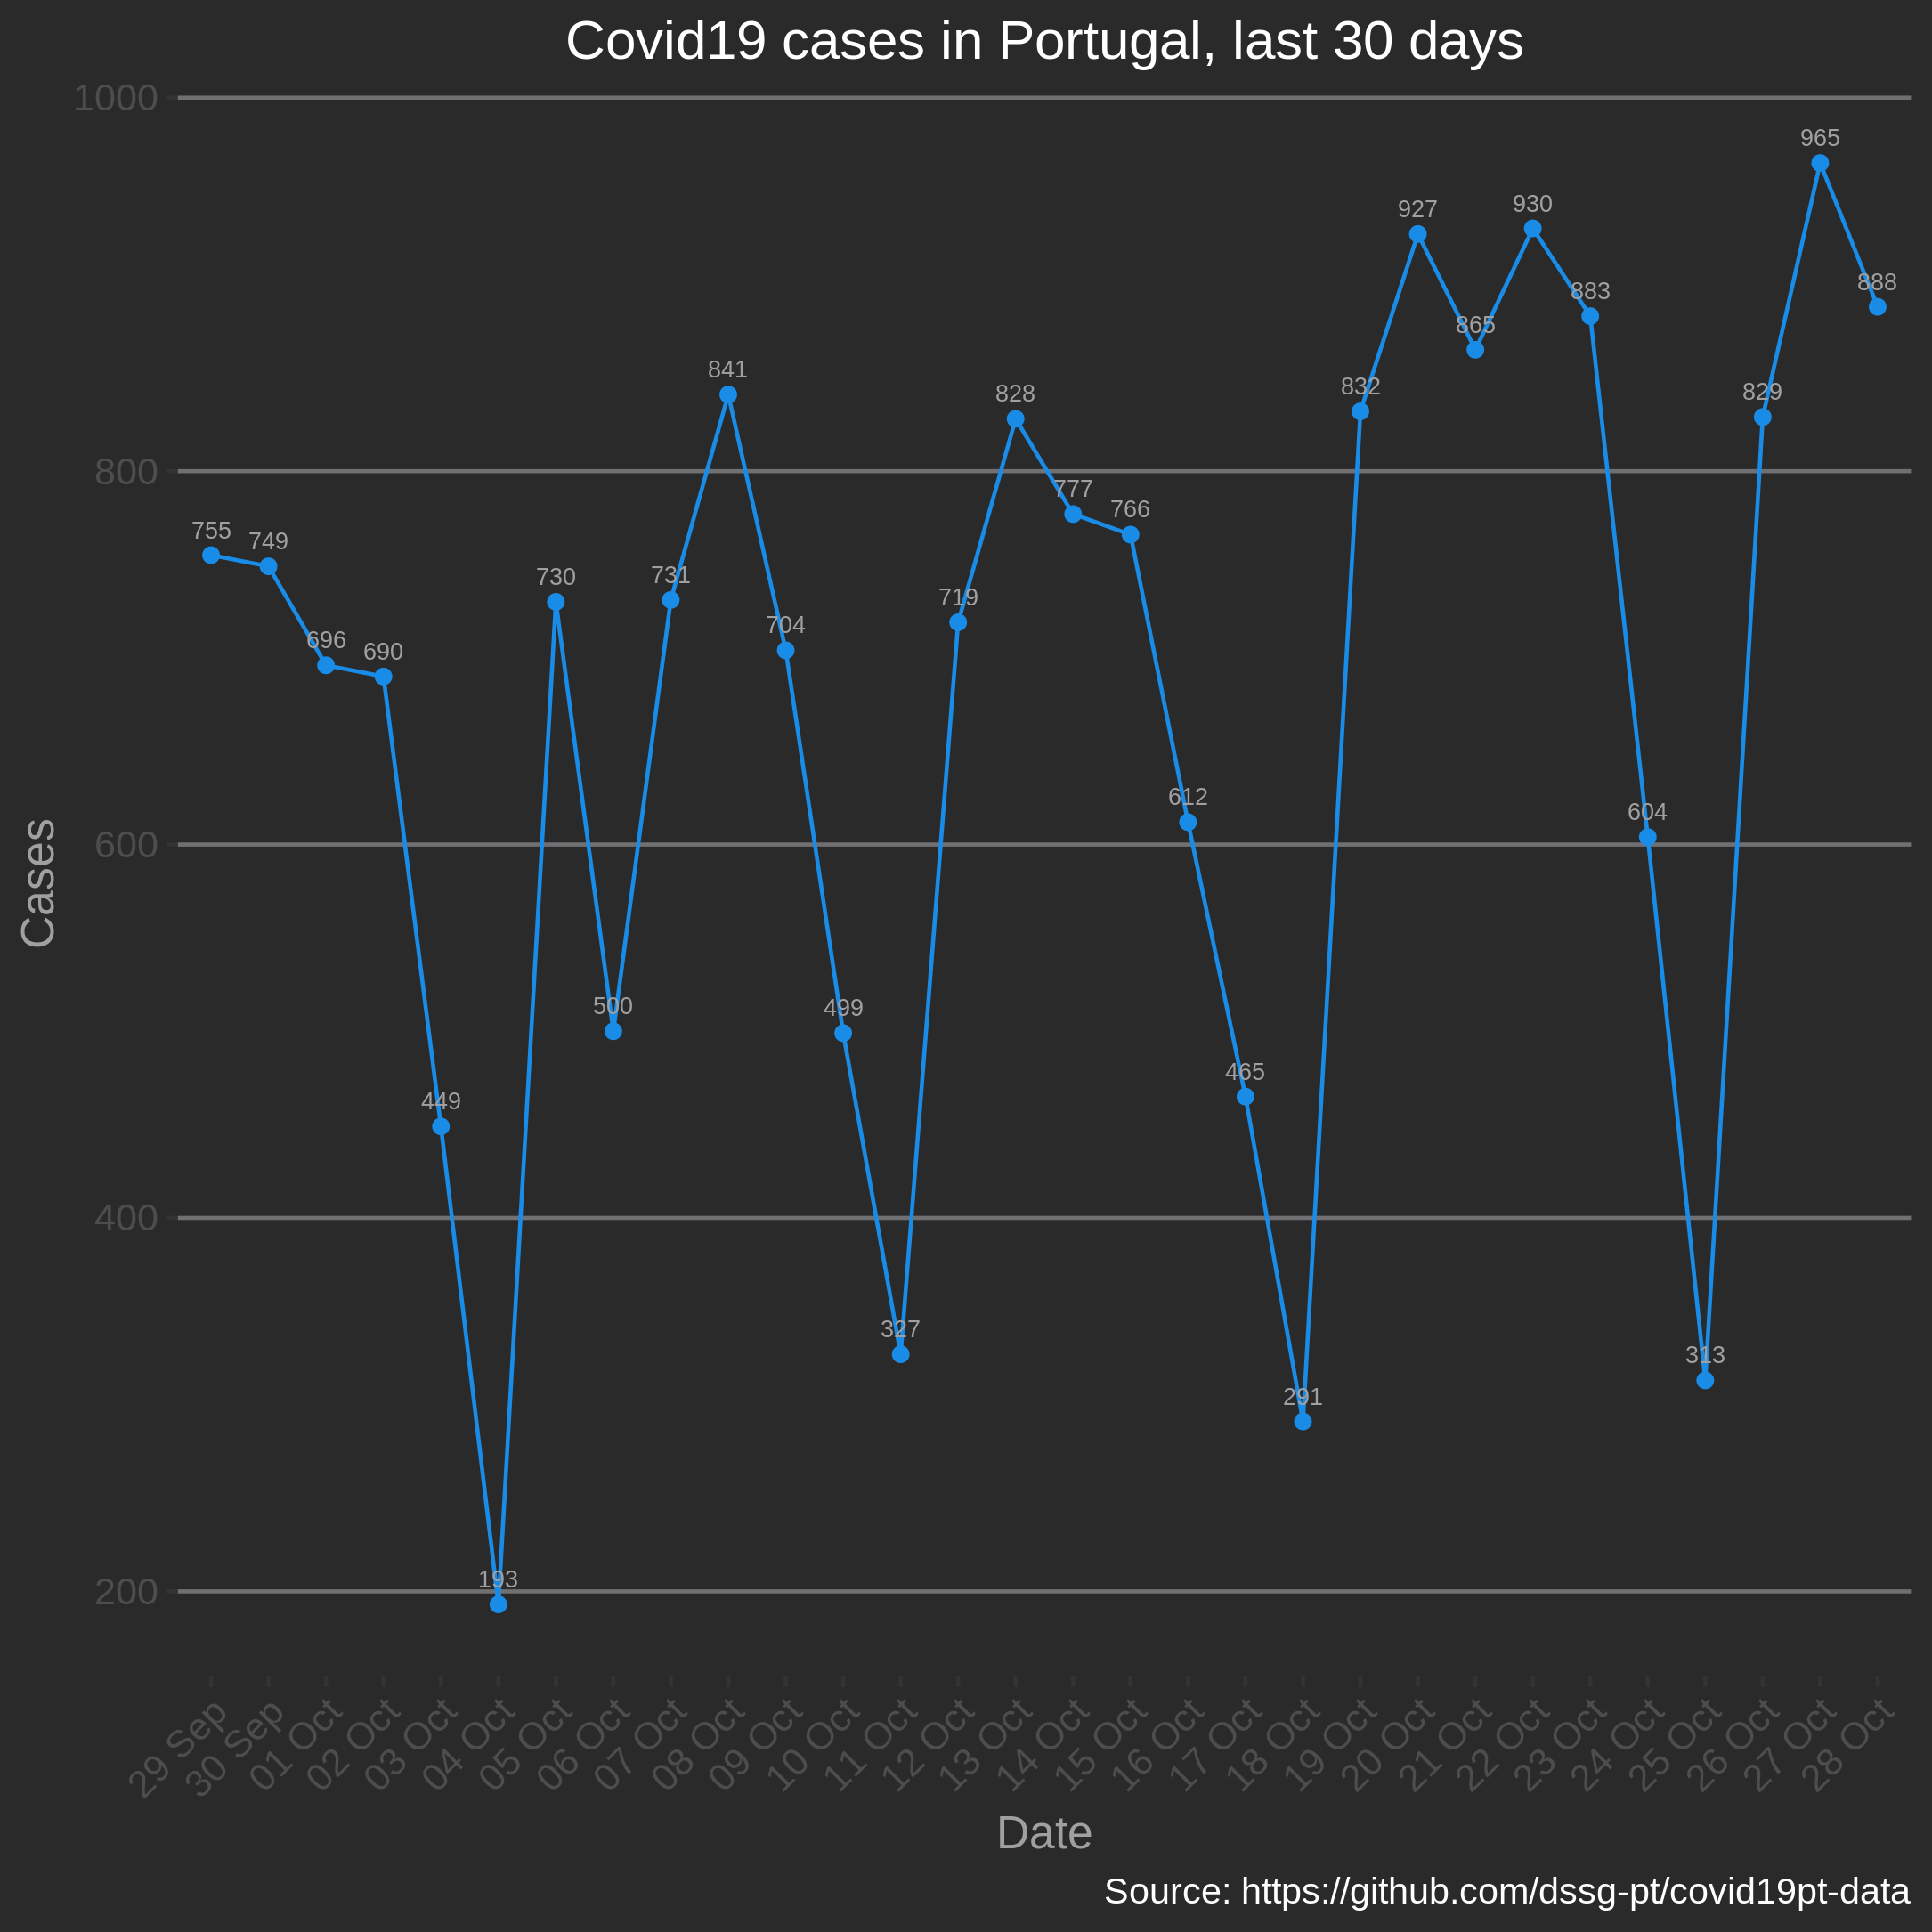 Covid19 cases in Portugal, last 30 days
1000
800
600
400
200
Cases
755
749
696
690
449
193
730
500
731
841
704
499
327
719
828
777
766
612
465
291
832
927
865
930
883
604
313
829
965
888
29 Sep
30 Sep
01 Oct
02 Oct
03 Oct
04 Oct
05 Oct
06 Oct
07 Oct
08 Oct
09 Oct
10 Oct
11 Oct
12 Oct
13 Oct
14 Oct
15 Oct
16 Oct
17 Oct
18 Oct
19 Oct
20 Oct
21 Oct
22 Oct
23 Oct
24 Oct
25 Oct
26 Oct
27 Oct
28 Oct
Date
Source: https://github.com/dssg-pt/covid19pt-data